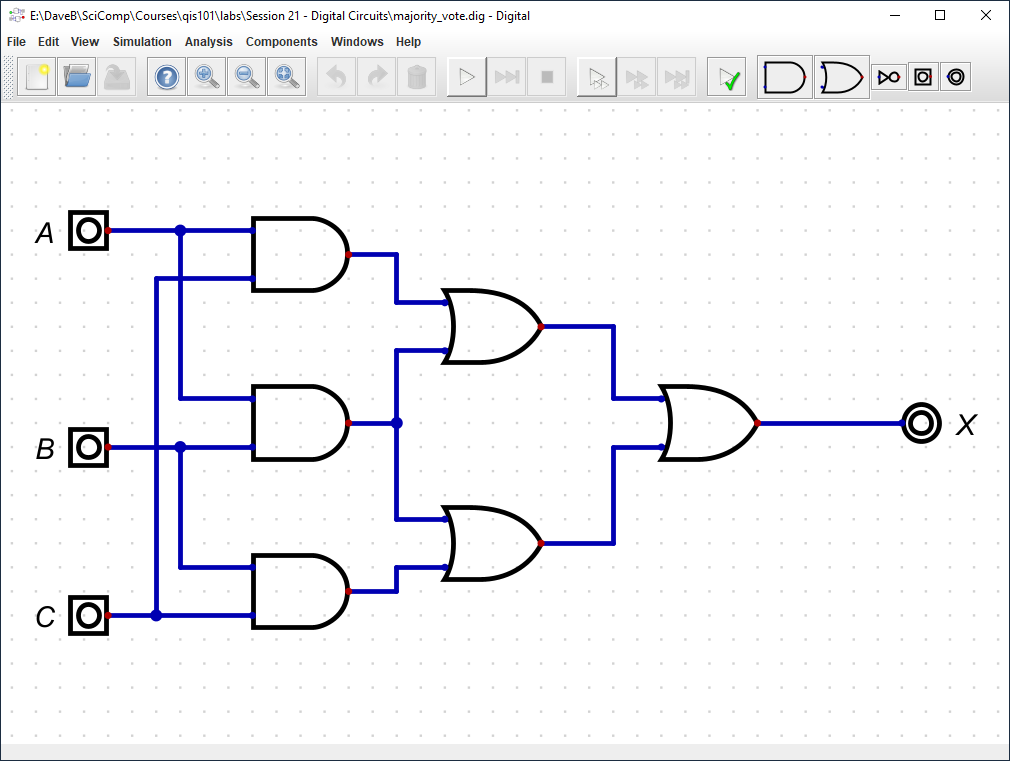 E:\DaveB\SciComp\Courses\qis101\labs\Session 21 - Digital Circuits\majority_vote.dig - Digital
File Edit View Simulation Analysis Components Windows Help
A
B
X
C